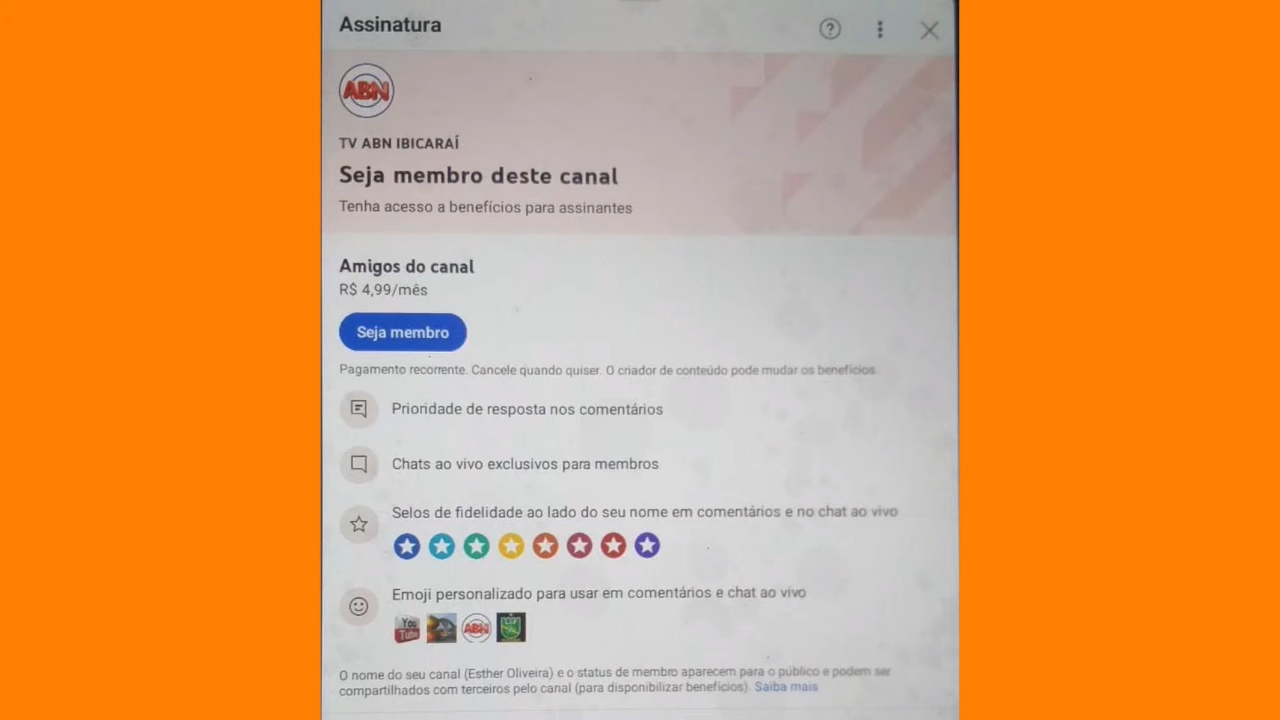 Assinatura
ABN
TV ABN IBICARAÍ
Seja membro deste canal
Tenha acesso a benefícios para assinantes
Amigos do canal
R$ 4,99/mês
Seja membro
Pagamento recorrente. Cancele quando quiser. O criador de conteúdo pode mudar os benefícios.
Prioridade de resposta nos comentários
Chats ao vivo exclusivos para membros
Selos de fidelidade ao lado do seu nome em comentários e no chat ao vivo
Emoji personalizado para usar em comentários e chat ao vivo
You
Tube
ABN
O nome do seu canal (Esther Oliveira) e o status de membro aparecem para o público e podem ser
compartilhados com terceiros pelo canal (para disponibilizar benefícios). Saiba mais